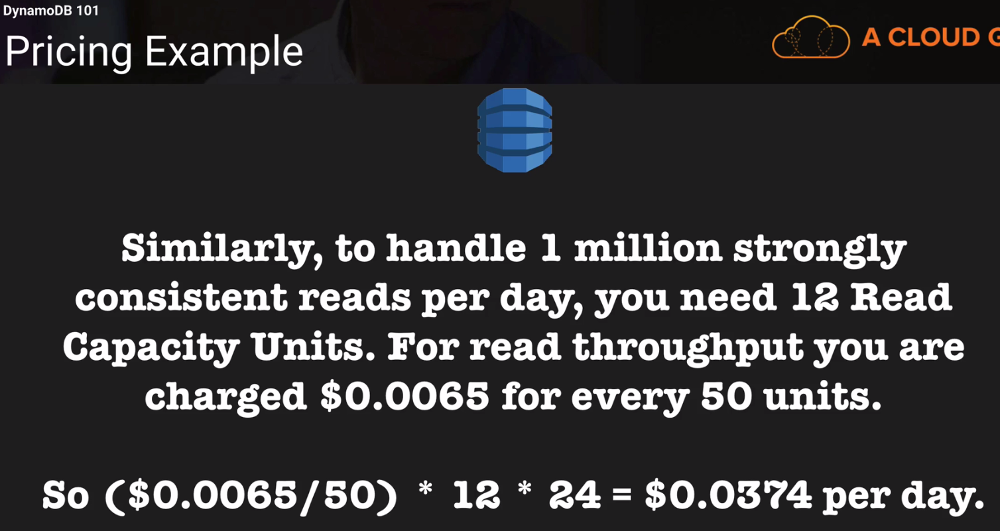 DynamoDB 101
Pricing Example
A CLOUD G
Similarly, to handle 1 million strongly
consistent reads per day, you need 12 Read
Capacity Units. For read throughput you are
charged $0.0065 for every 50 units.
So ($0.0065/50) * 12 * 24 = $0.0374 per day.